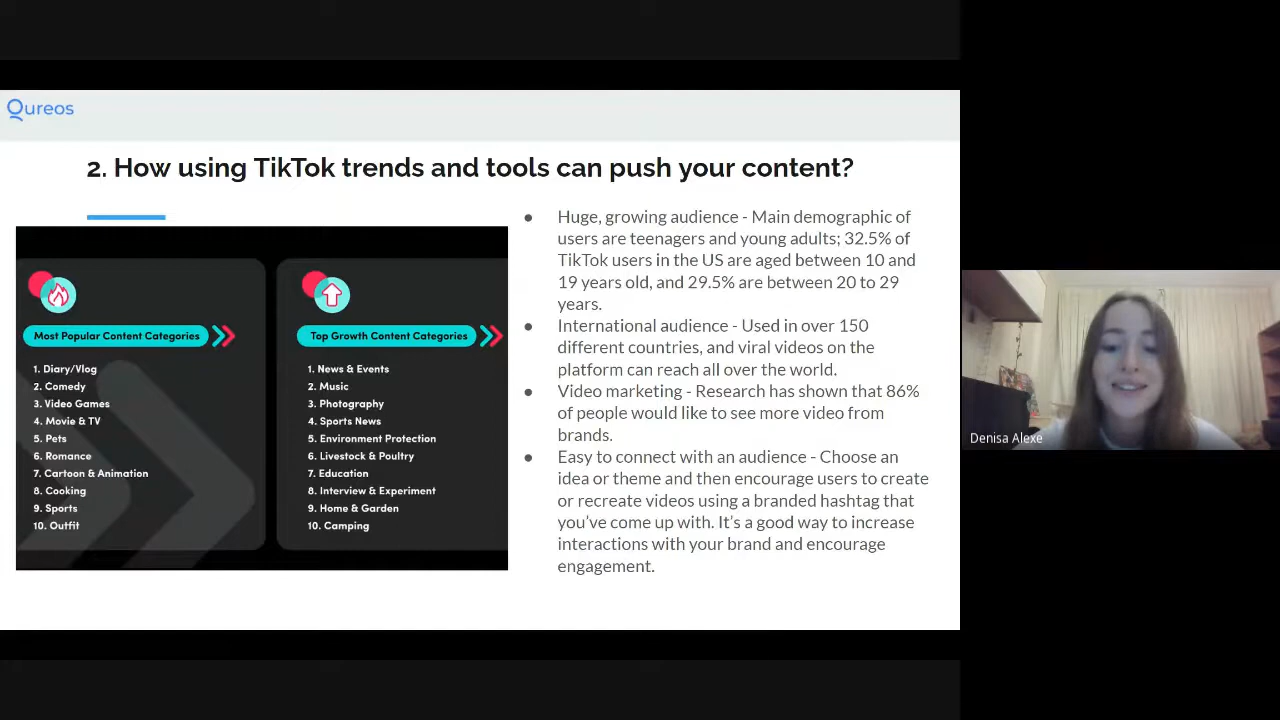 Qureos
2. How using TikTok trends and tools can push your content?
Most Popular Content Categories
1. Diary/Vlog
2. Comedy
3. Video Games
4. Movie & TV
5. Pets
6. Romance
7. Cartoon & Animation
8. Cooking
9. Sports
10. Outfit
Top Growth Content Categories
1. News & Events
2. Music
3. Photography
4. Sports News
5. Environment Protection
6. Livestock & Poultry
7. Education
8. Interview & Experiment
9. Home & Garden
10. Camping
● Huge, growing audience - Main demographic of
users are teenagers and young adults; 32.5% of
TikTok users in the US are aged between 10 and
19 years old, and 29.5% are between 20 to 29
years.
● International audience - Used in over 150
different countries, and viral videos on the
platform can reach all over the world.
● Video marketing - Research has shown that 86%
of people would like to see more video from
brands.
● Easy to connect with an audience - Choose an
idea or theme and then encourage users to create
or recreate videos using a branded hashtag that
you've come up with. It's a good way to increase
interactions with your brand and encourage
engagement.
Denisa Alexe